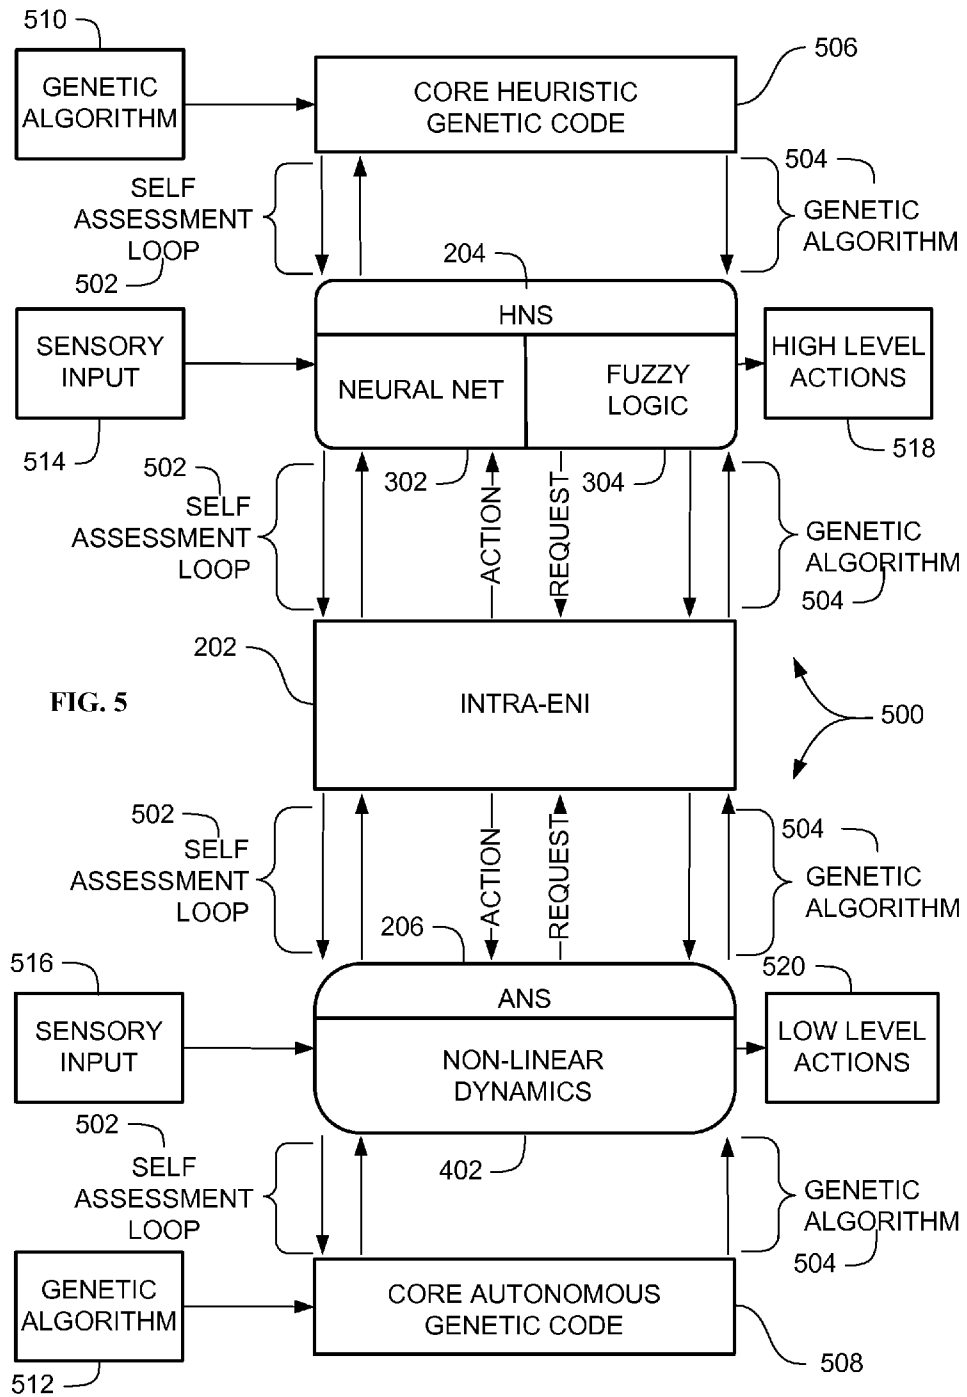 510
GENETIC
ALGORITHM
CORE HEURISTIC
GENETIC CODE
506
SELF
ASSESSMENT
LOOP
502
504
GENETIC
ALGORITHM
204
HNS
SENSORY
INPUT
514
NEURAL NET
FUZZY
LOGIC
HIGH LEVEL
ACTIONS
518
302
304
502
SELF
ASSESSMENT
LOOP
ACTION
REQUEST
GENETIC
ALGORITHM
504
202
FIG. 5
INTRA-ENI
500
502
SELF
ASSESSMENT
LOOP
ACTION
REQUEST
504
GENETIC
ALGORITHM
206
516
SENSORY
INPUT
ANS
NON-LINEAR
DYNAMICS
520
LOW LEVEL
ACTIONS
402
502
SELF
ASSESSMENT
LOOP
GENETIC
ALGORITHM
504
GENETIC
ALGORITHM
512
CORE AUTONOMOUS
GENETIC CODE
508